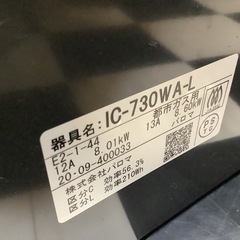 器具名:IC-730WA-L
E2-1-44 都市ガス用
12A 8.01kW 13A 8.60kW
20.09-400033 パロマ
株式会社パロマ
区分C 効率56.3%
区分L 効率210Wh